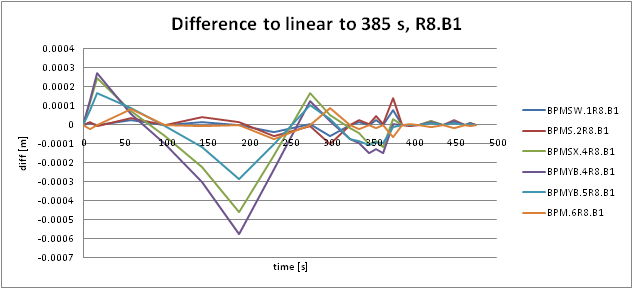 Difference to linear to 385 s, R8.B1
0.0004
0.0003
0.0002
0.0001
0
-0.0001
-0.0002
-0.0003
-0.0004
-0.0005
-0.0006
-0.0007
diff [m]
0 50 100 150 200 250 300 350 400 450 500
time [s]
BPMSW.1R8.B1
BPMS.2R8.B1
BPMSX.4R8.B1
BPMYB.4R8.B1
BPMYB.5R8.B1
BPM.6R8.B1